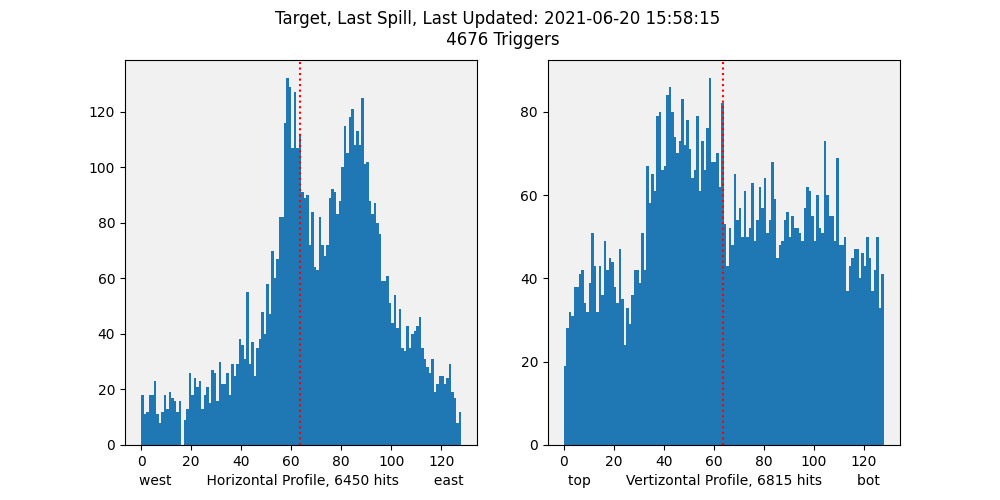 Target, Last Spill, Last Updated: 2021-06-20 15:58:15
4676 Triggers
120
100
80
60
40
20
0
0 20 40 60 80 100 120
west Horizontal Profile, 6450 hits east
80
60
40
20
0
0 20 40 60 80 100 120
top Vertizontal Profile, 6815 hits bot